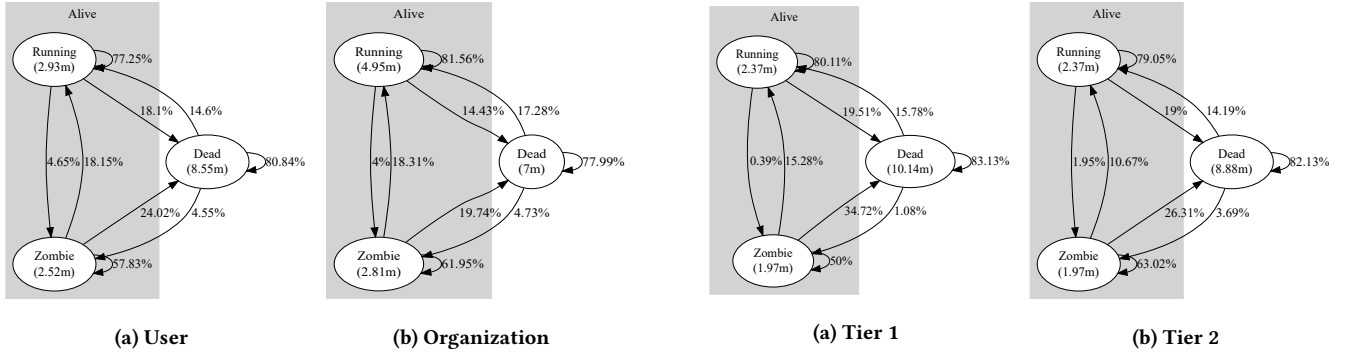 Alive
Running
(2.93m)
77.25%
18.1%
14.6%
4.65%
18.15%
Dead
(8.55m)
80.84%
24.02%
4.55%
Zombie
(2.52m)
57.83%
(a) User
Alive
Running
(4.95m)
81.56%
14.43%
17.28%
4%
18.31%
Dead
(7m)
77.99%
19.74%
4.73%
Zombie
(2.81m)
61.95%
(b) Organization
Alive
Running
(2.37m)
80.11%
19.51%
15.78%
0.39%
15.28%
Dead
(10.14m)
83.13%
34.72%
1.08%
Zombie
(1.97m)
50%
(a) Tier 1
Alive
Running
(2.37m)
79.05%
19%
14.19%
1.95%
10.67%
Dead
(8.88m)
82.13%
26.31%
3.69%
Zombie
(1.97m)
63.02%
(b) Tier 2